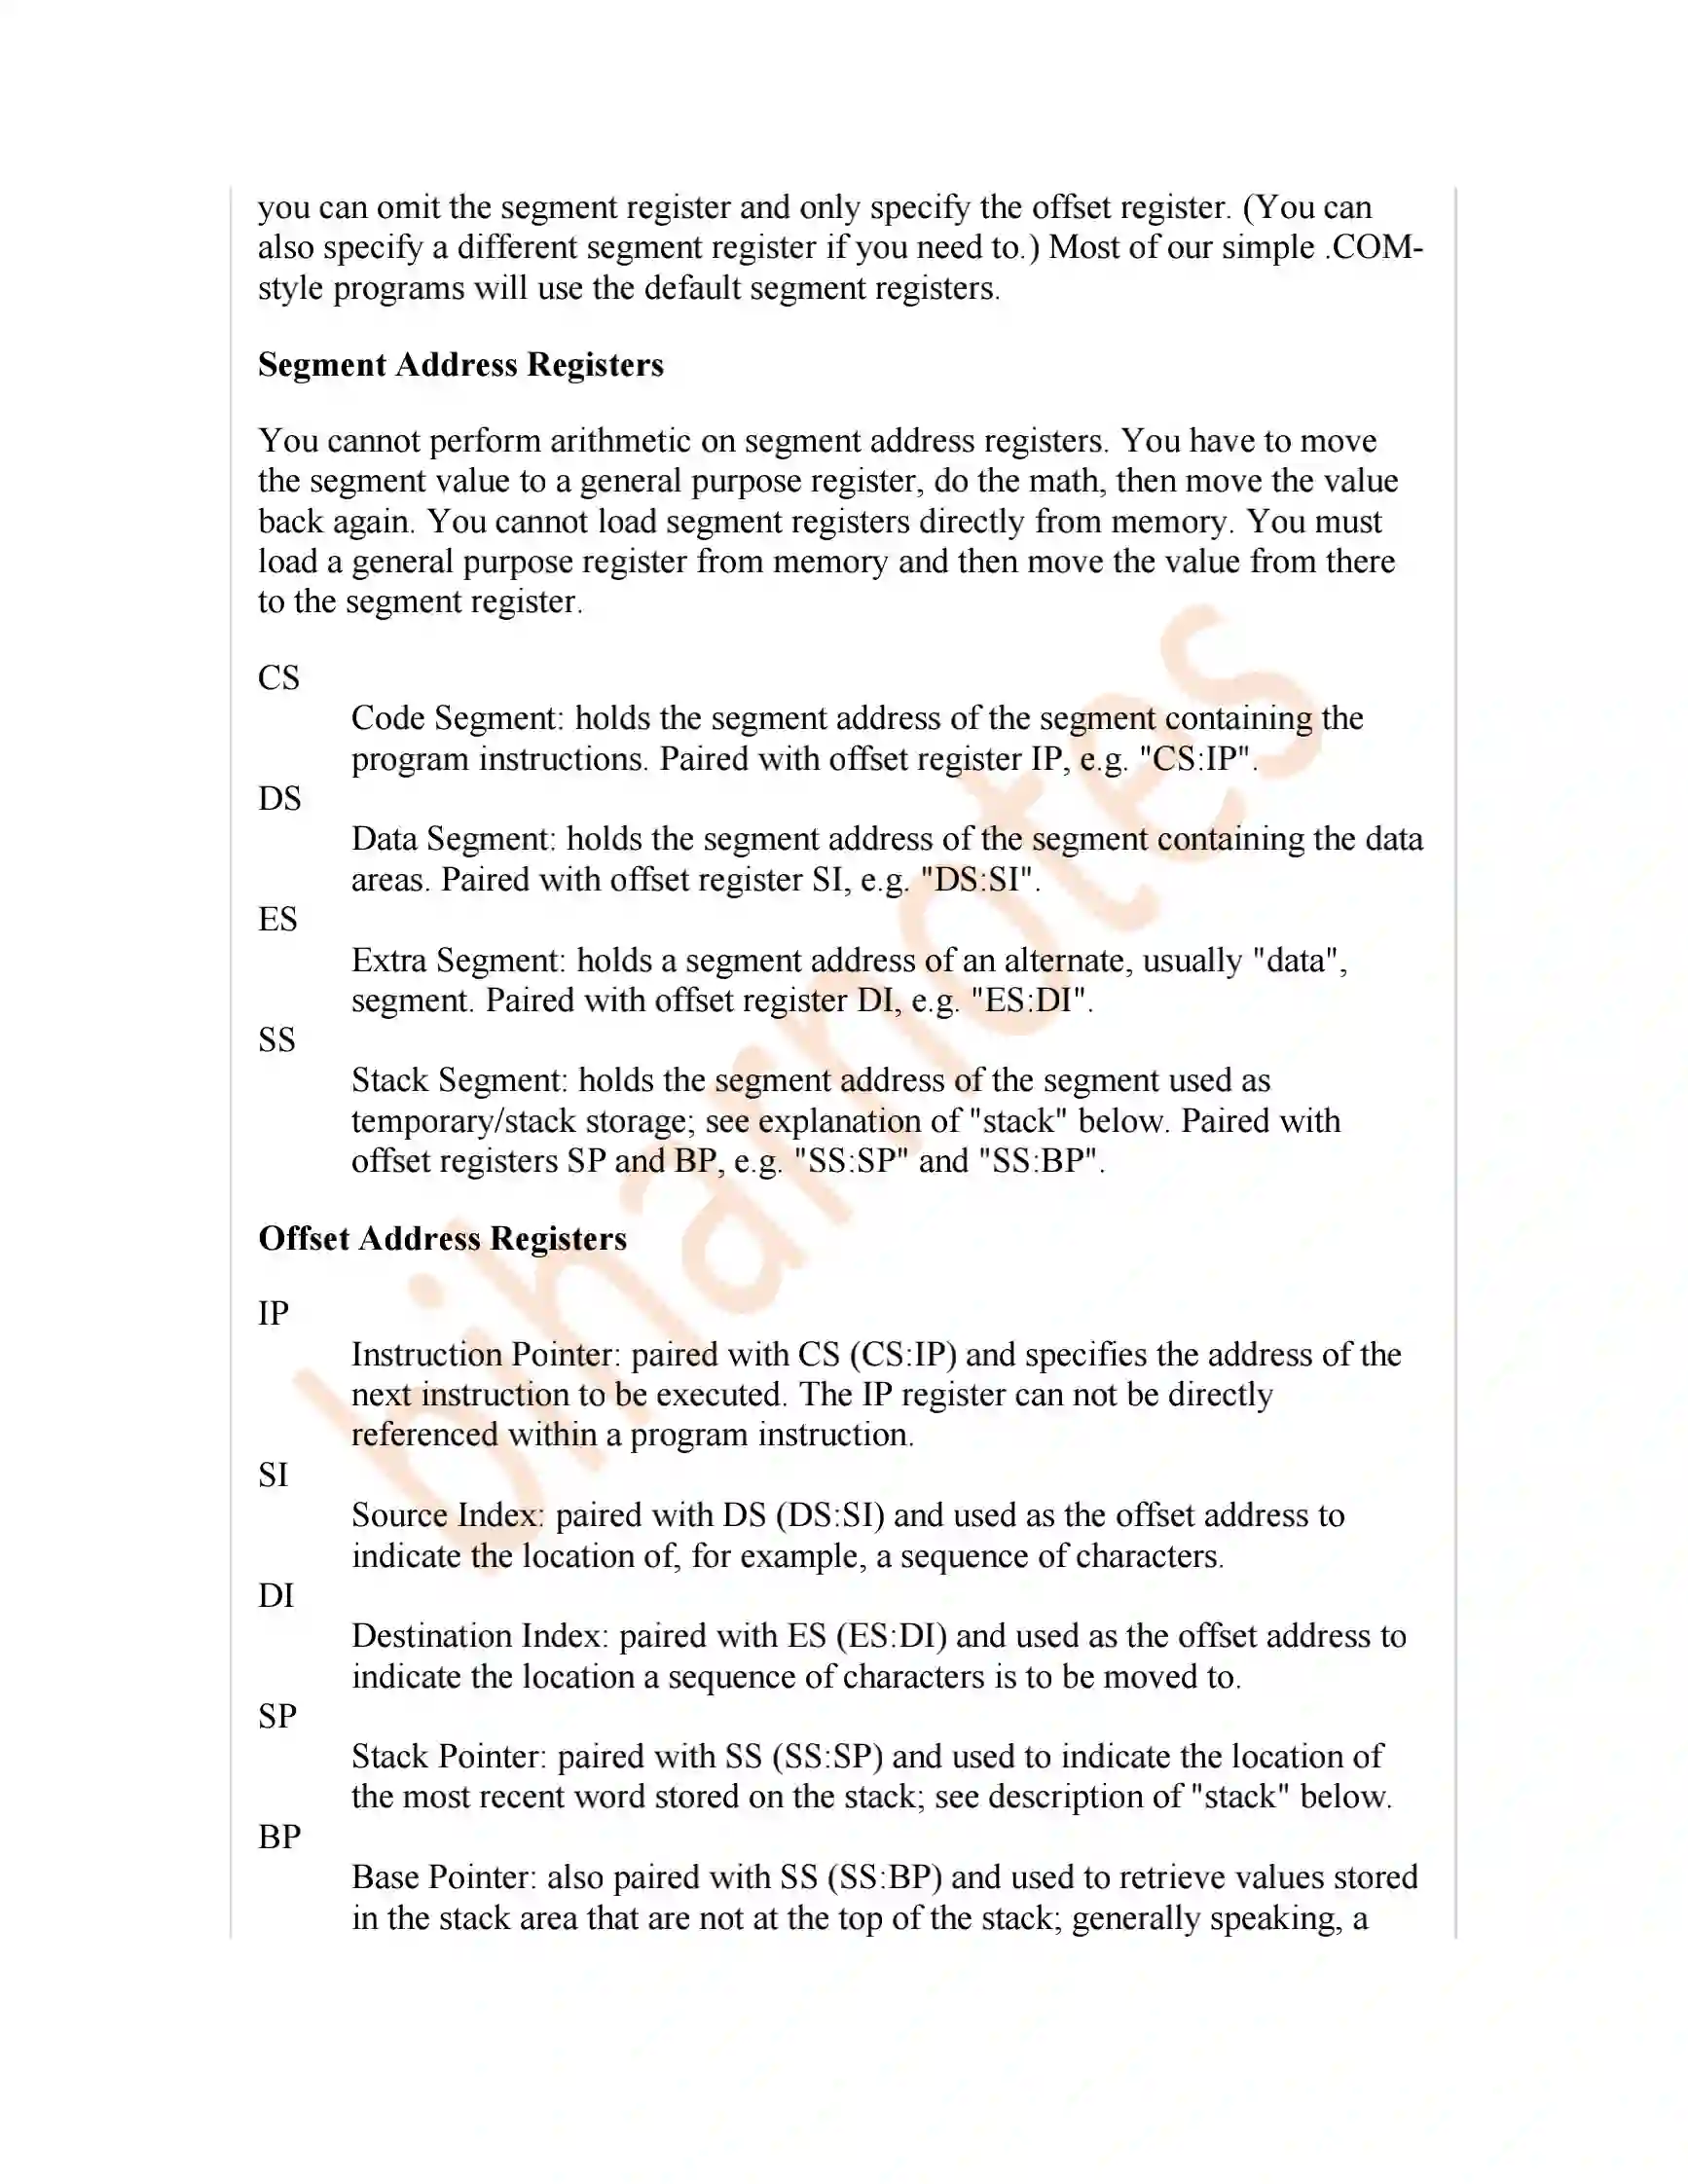 you can omit the segment register and only specify the offset register. (You can
also specify a different segment register if you need to.) Most of our simple .COM-
style programs will use the default segment registers.
Segment Address Registers
You cannot perform arithmetic on segment address registers. You have to move
the segment value to a general purpose register, do the math, then move the value
back again. You cannot load segment registers directly from memory. You must
load a general purpose register from memory and then move the value from there
to the segment register.
CS
Code Segment: holds the segment address of the segment containing the
program instructions. Paired with offset register IP, e.g. "CS:IP".
DS
Data Segment: holds the segment address of the segment containing the data
areas. Paired with offset register SI, e.g. "DS:SI".
ES
Extra Segment: holds a segment address of an alternate, usually "data",
segment. Paired with offset register DI, e.g. "ES:DI".
SS
Stack Segment: holds the segment address of the segment used as
temporary/stack storage; see explanation of "stack" below. Paired with
offset registers SP and BP, e.g. "SS:SP" and "SS:BP".
Offset Address Registers
IP
Instruction Pointer: paired with CS (CS:IP) and specifies the address of the
next instruction to be executed. The IP register can not be directly
referenced within a program instruction.
SI
Source Index: paired with DS (DS:SI) and used as the offset address to
indicate the location of, for example, a sequence of characters.
DI
Destination Index: paired with ES (ES:DI) and used as the offset address to
indicate the location a sequence of characters is to be moved to.
SP
Stack Pointer: paired with SS (SS:SP) and used to indicate the location of
the most recent word stored on the stack; see description of "stack" below.
BP
Base Pointer: also paired with SS (SS:BP) and used to retrieve values stored
in the stack area that are not at the top of the stack; generally speaking, a
biharnotes